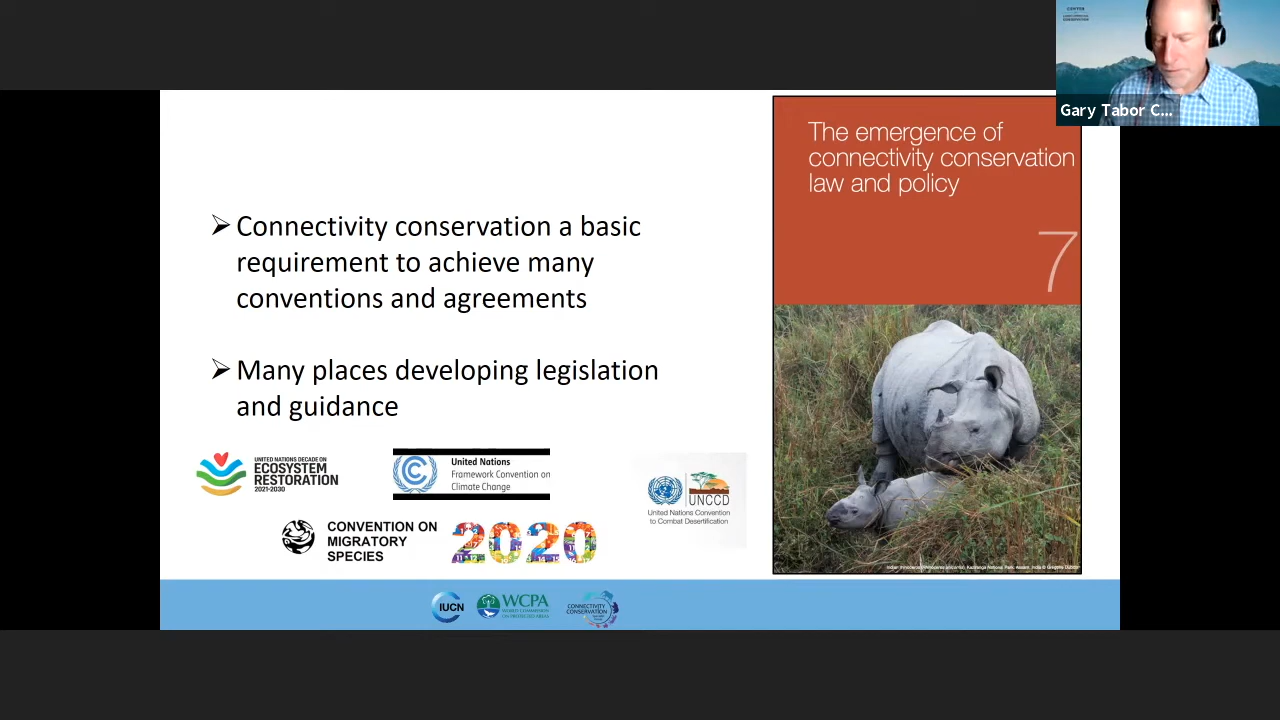 CENTER
CONSERVATION
Gary Tabor C...
The emergence of
connectivity conservation
law and policy
7
➢ Connectivity conservation a basic
requirement to achieve many
conventions and agreements
➢ Many places developing legislation
and guidance
UNITED NATIONS DECADE ON
ECOSYSTEM
RESTORATION
2021-2030
United Nations
Framework Convention on
Climate Change
UNCCD
United Nations Convention
to Combat Desertification
CONVENTION ON
MIGRATORY
SPECIES
2020
IUCN
WCPA
WORLD COMMISSION
ON PROTECTED AREAS
CONNECTIVITY
CONSERVATION